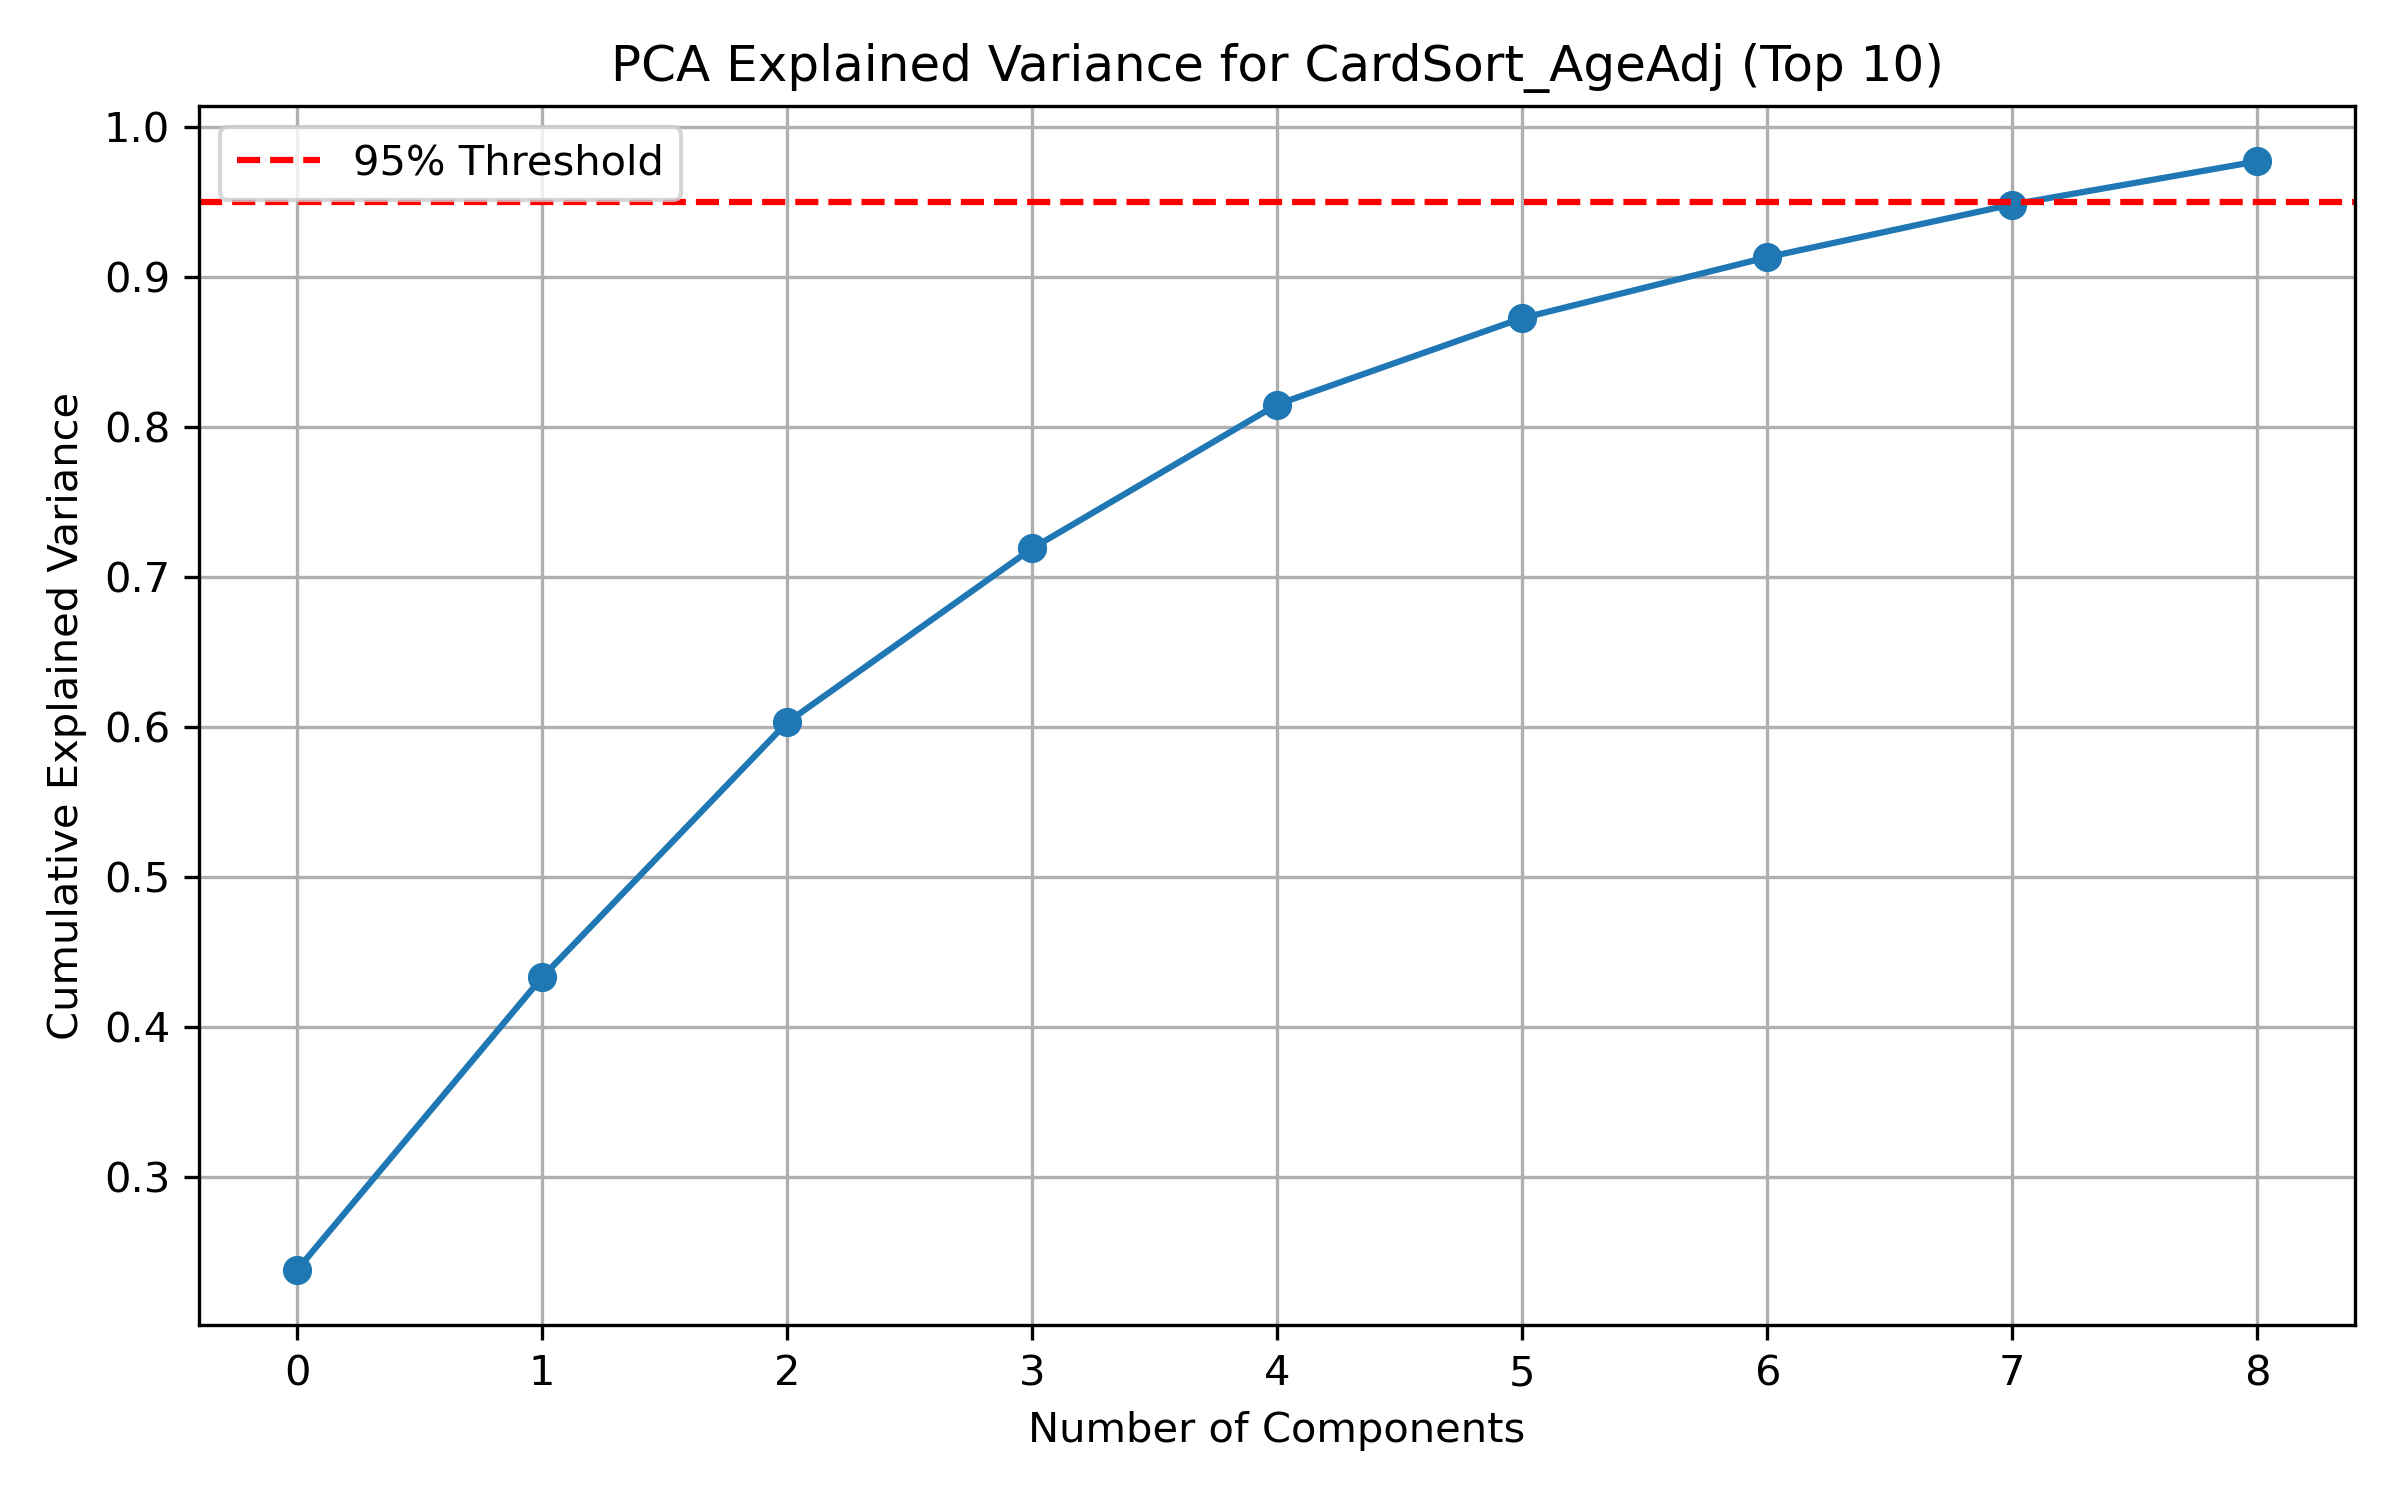 PCA Explained Variance for CardSort_AgeAdj (Top 10)
95% Threshold
Cumulative Explained Variance
1.0
0.9
0.8
0.7
0.6
0.5
0.4
0.3
0 1 2 3 4 5 6 7 8
Number of Components